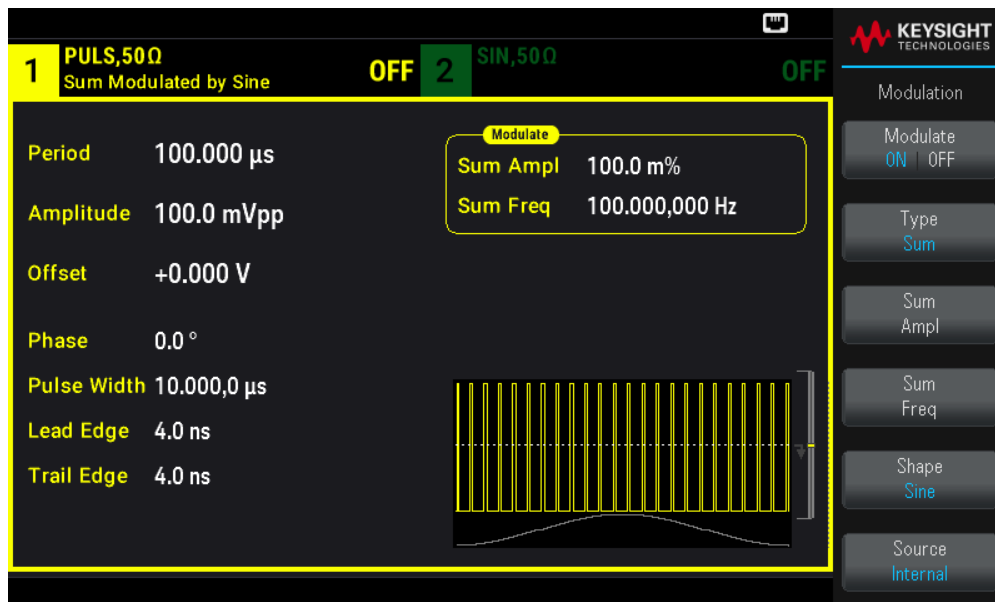 KEYSIGHT
TECHNOLOGIES
1
PULS,50Ω
Sum Modulated by Sine
OFF
2
SIN,50Ω
OFF
Period 100.000 µs
Amplitude 100.0 mVpp
Offset +0.000 V
Phase 0.0 °
Pulse Width 10.000,0 µs
Lead Edge 4.0 ns
Trail Edge 4.0 ns
Modulate
Sum Ampl 100.0 m%
Sum Freq 100.000,000 Hz
Modulation
Modulate
ON | OFF
Type
Sum
Sum
Ampl
Sum
Freq
Shape
Sine
Source
Internal